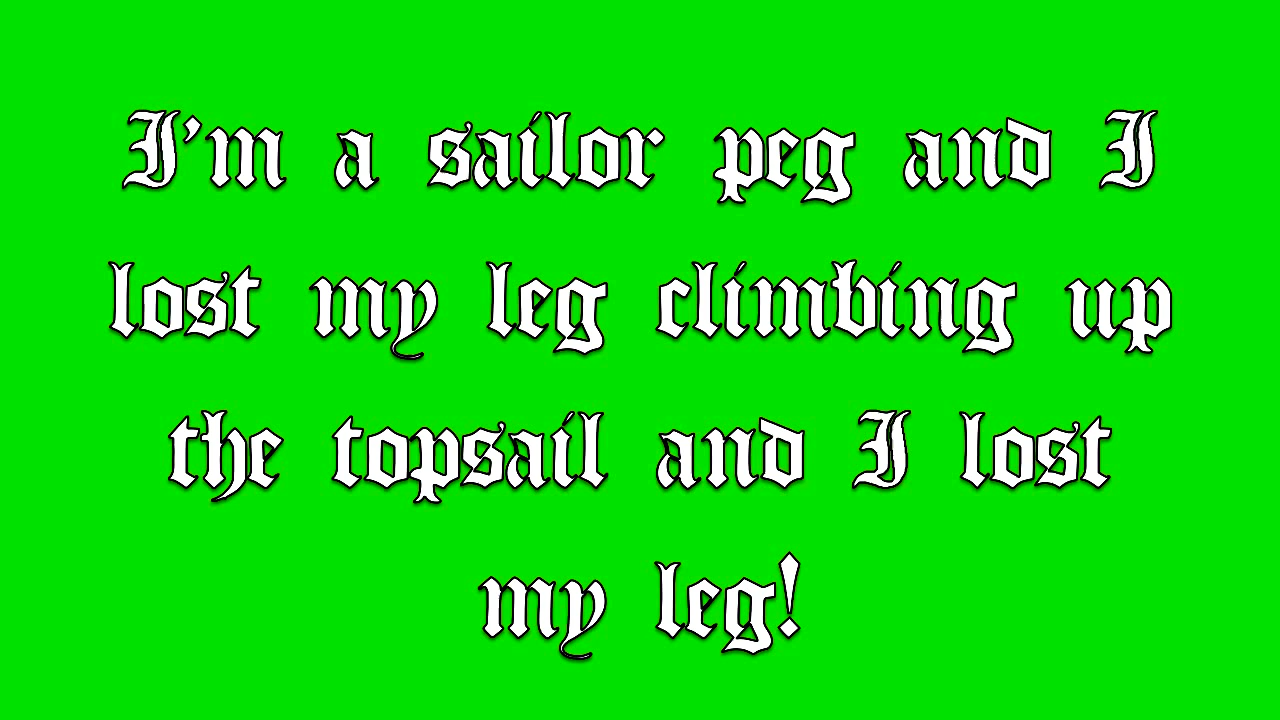 I'm a sailor peg and I
lost my leg climbing up
the topsail and I lost
my leg!